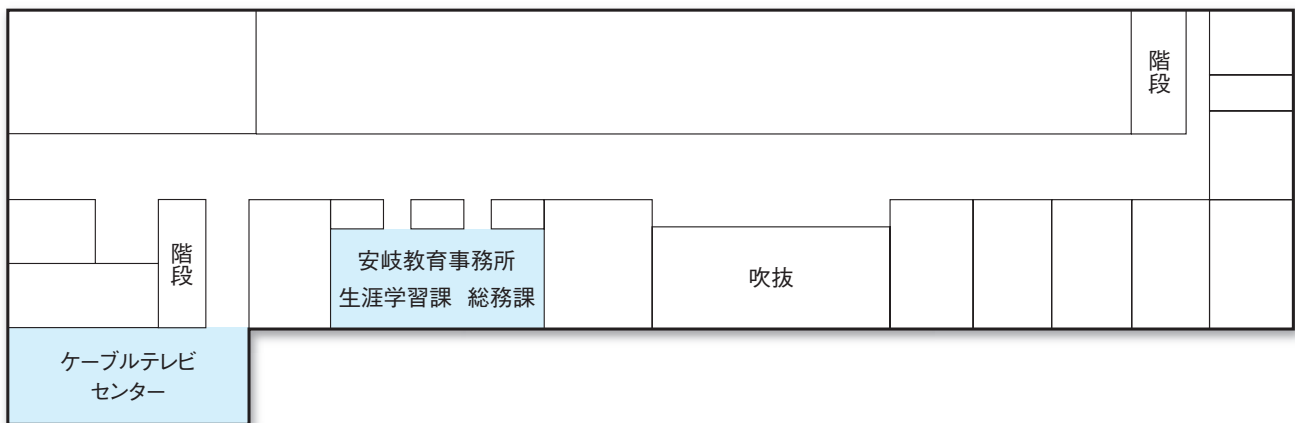 階段
階段
安岐教育事務所
生涯学習課 総務課
吹抜
ケーブルテレビ
センター